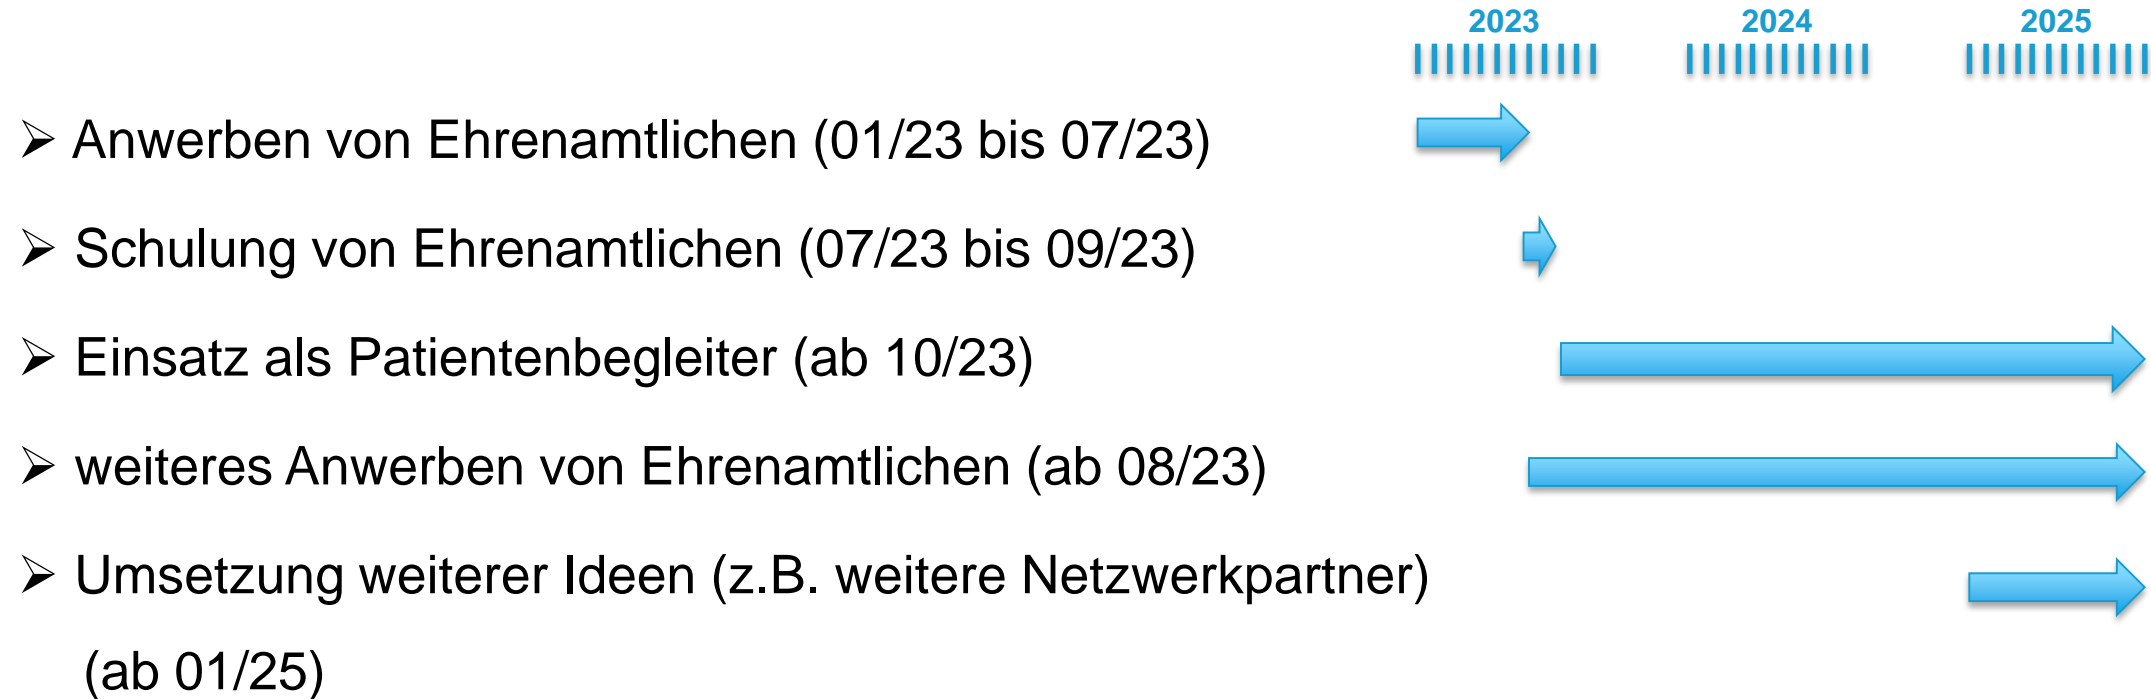 2023 2024 2025
➢ Anwerben von Ehrenamtlichen (01/23 bis 07/23)
➢ Schulung von Ehrenamtlichen (07/23 bis 09/23)
➢ Einsatz als Patientenbegleiter (ab 10/23)
➢ weiteres Anwerben von Ehrenamtlichen (ab 08/23)
➢ Umsetzung weiterer Ideen (z.B. weitere Netzwerkpartner)
(ab 01/25)